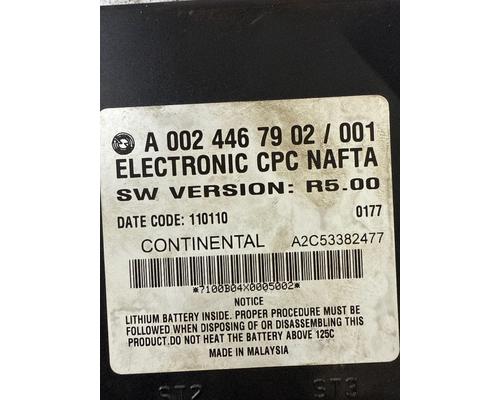 A 002 446 79 02 / 001
ELECTRONIC CPC NAFTA
SW VERSION: R5.00
DATE CODE: 110110 0177
CONTINENTAL A2C53382477
*7100B04X0005002*
NOTICE
LITHIUM BATTERY INSIDE. PROPER PROCEDURE MUST BE
FOLLOWED WHEN DISPOSING OF OR DISASSEMBLING THIS
PRODUCT.DO NOT HEAT THE BATTERY ABOVE 125C
MADE IN MALAYSIA
ST2 ST3